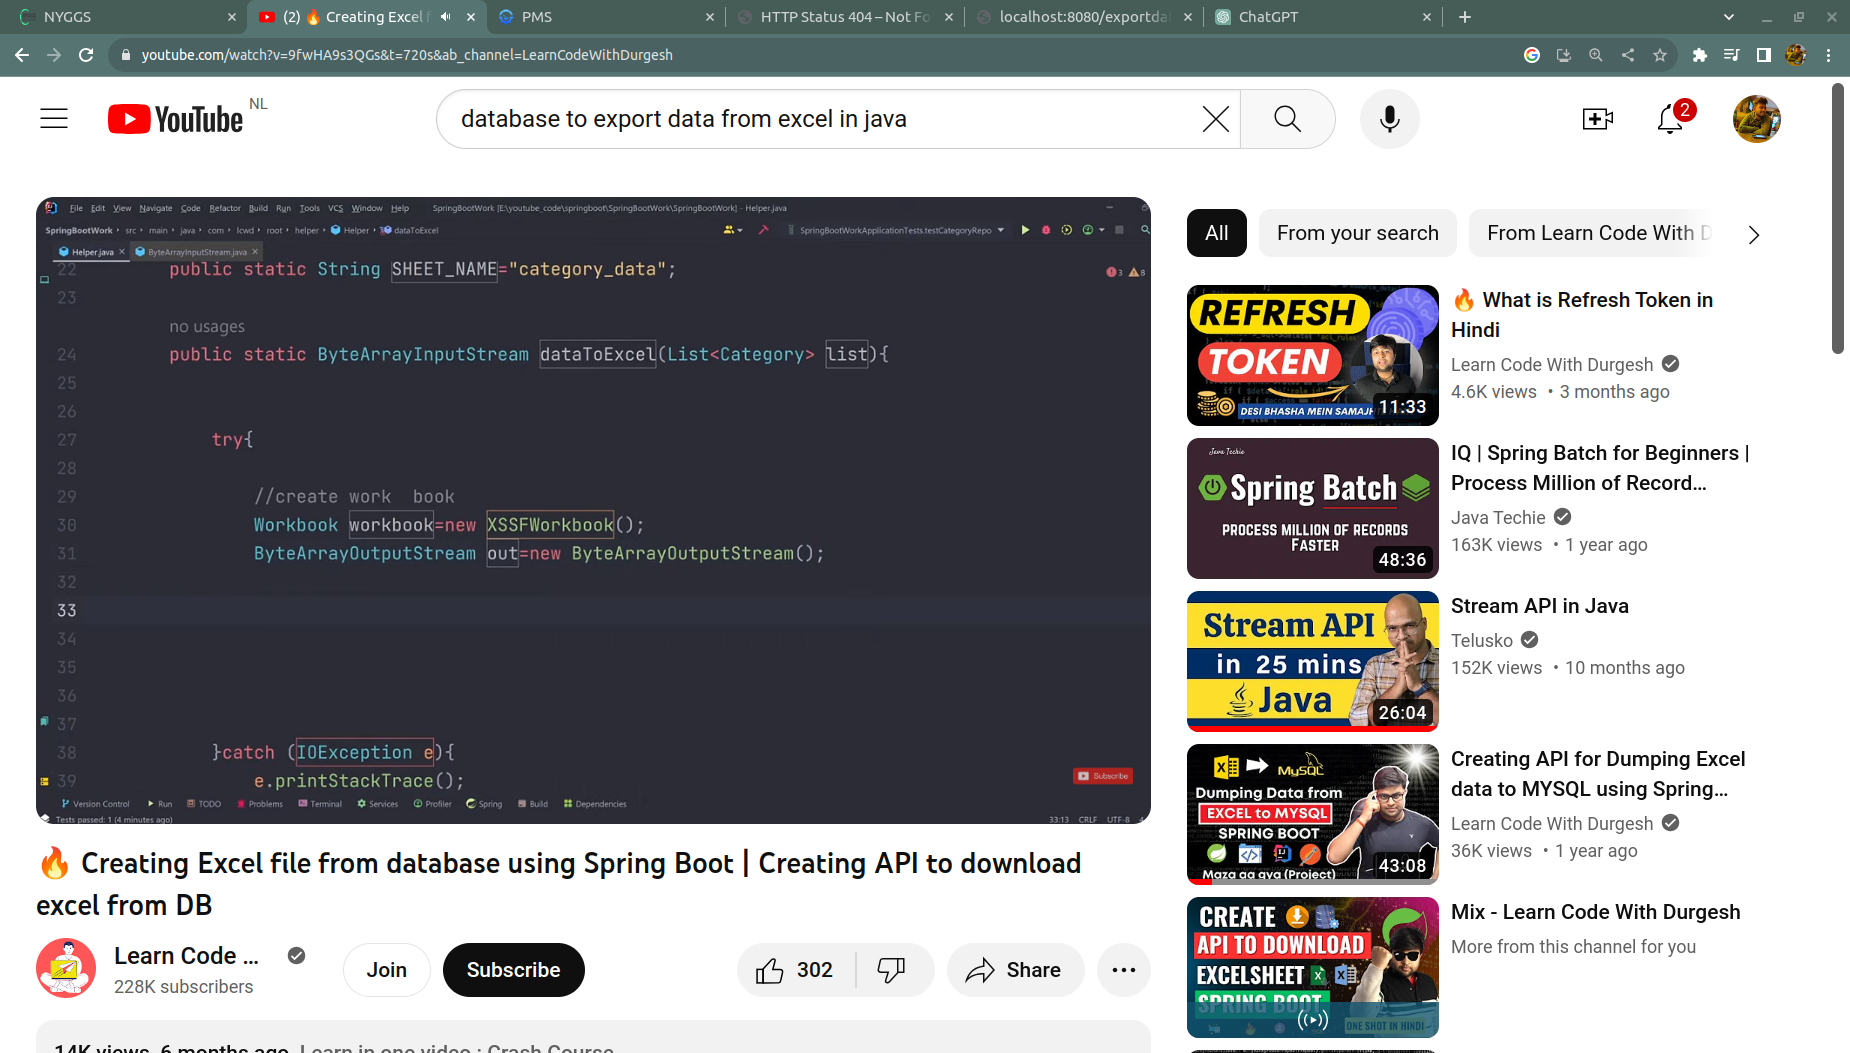 NYGGS
(2) 🔥 Creating Excel f
PMS
HTTP Status 404 – Not Fo
localhost:8080/exportda
ChatGPT
youtube.com/watch?v=9fwHA9s3QGs&t=720s&ab_channel=LearnCodeWithDurgesh
YouTube NL
database to export data from excel in java
2
File Edit View Navigate Code Refactor Build Run Tools VCS Window Help SpringBootWork [E:\youtube_code\springboot\SpringBootWork\SpringBootWork] - Helper.java
SpringBootWork › src › main › java › com › lcwd › root › helper › Helper › dataToExcel
SpringBootWorkApplicationTests.testCategoryRepo
Helper.java ByteArrayInputStream.java
22 public static String SHEET_NAME="category_data";
3 8
23
no usages
24 public static ByteArrayInputStream dataToExcel(List<Category> list){
25
26
27 try{
28
29 //create work book
30 Workbook workbook=new XSSFWorkbook();
31 ByteArrayOutputStream out=new ByteArrayOutputStream();
32
33
34
35
36
37
38 }catch (IOException e){
39 e.printStackTrace();
Subscribe
Version Control Run TODO Problems Terminal Services Profiler Spring Build Dependencies
Tests passed: 1 (4 minutes ago) 33:13 CRLF UTF-8 4
🔥 Creating Excel file from database using Spring Boot | Creating API to download
excel from DB
Learn Code ...
228K subscribers
Join
Subscribe
302
Share
14K views 6 months ago Learn in one video : Crash Course
All
From your search
From Learn Code With D
REFRESH
TOKEN
DESI BHASHA MEIN SAMAJH
11:33
🔥 What is Refresh Token in
Hindi
Learn Code With Durgesh
4.6K views • 3 months ago
Java Techie
Spring Batch
PROCESS MILLION OF RECORDS
FASTER
48:36
IQ | Spring Batch for Beginners |
Process Million of Record...
Java Techie
163K views • 1 year ago
Stream API
in 25 mins
Java
26:04
Stream API in Java
Telusko
152K views • 10 months ago
MySQL
Dumping Data from
EXCEL to MYSQL
SPRING BOOT
Maza aa gya (Project)
43:08
Creating API for Dumping Excel
data to MYSQL using Spring...
Learn Code With Durgesh
36K views • 1 year ago
CREATE
API TO DOWNLOAD
EXCELSHEET
SPRING BOOT
ONE SHOT IN HINDI
Mix - Learn Code With Durgesh
More from this channel for you